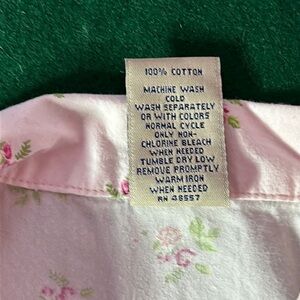 100% COTTON
MACHINE WASH
COLD
WASH SEPARATELY
OR WITH COLORS
NORMAL CYCLE
ONLY NON-
CHLORINE BLEACH
WHEN NEEDED
TUMBLE DRY LOW
REMOVE PROMPTLY
WARM IRON
WHEN NEEDED
RN 48557